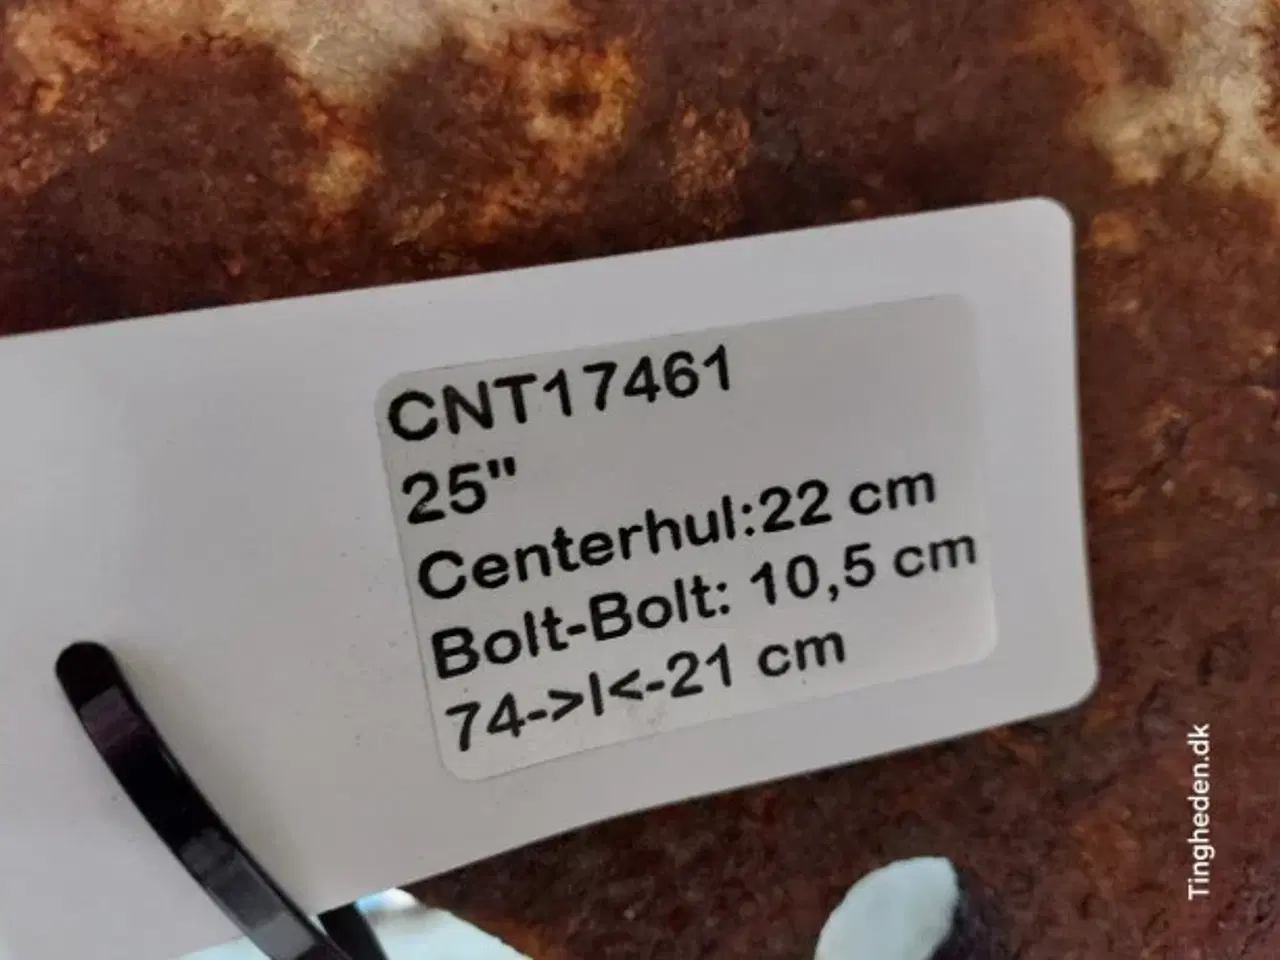 CNT17461
25"
Centerhul:22 cm
Bolt-Bolt: 10,5 cm
74->I<-21 cm
Tingheden.dk